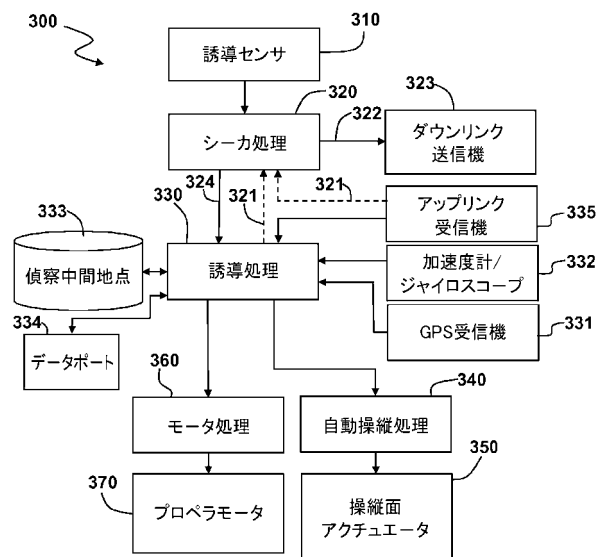 300
310
誘導センサ
320
322
323
シーカ処理
ダウンリンク
送信機
324
321
321
330
333
アップリンク
受信機
335
偵察中間地点
誘導処理
加速度計/
ジャイロスコープ
332
334
データポート
GPS受信機
331
360
340
モータ処理
自動操縦処理
350
370
プロペラモータ
操縦面
アクチュエータ